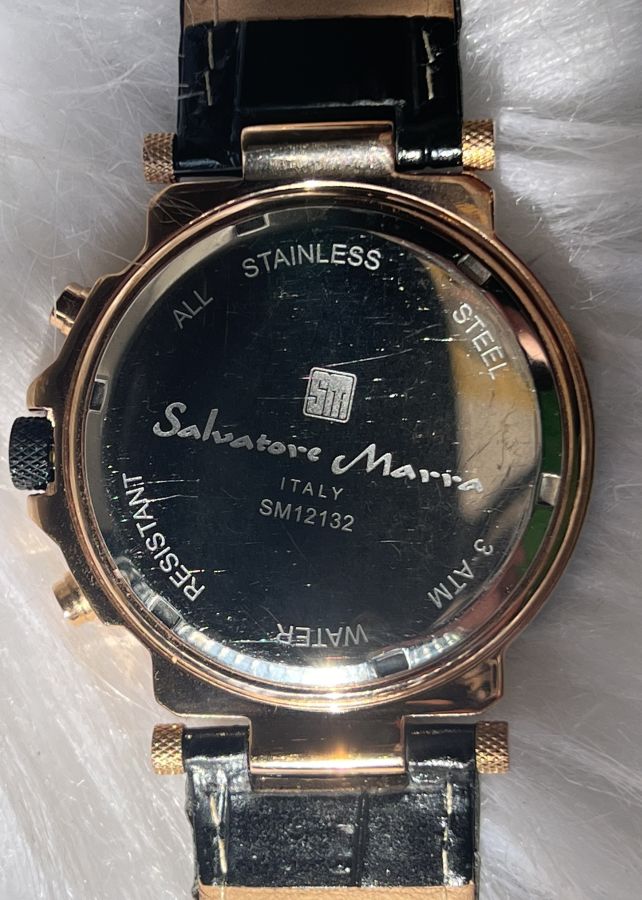 ALL STAINLESS STEEL
SM
Salvatore Marra
ITALY
SM12132
3 ATM WATER RESISTANT